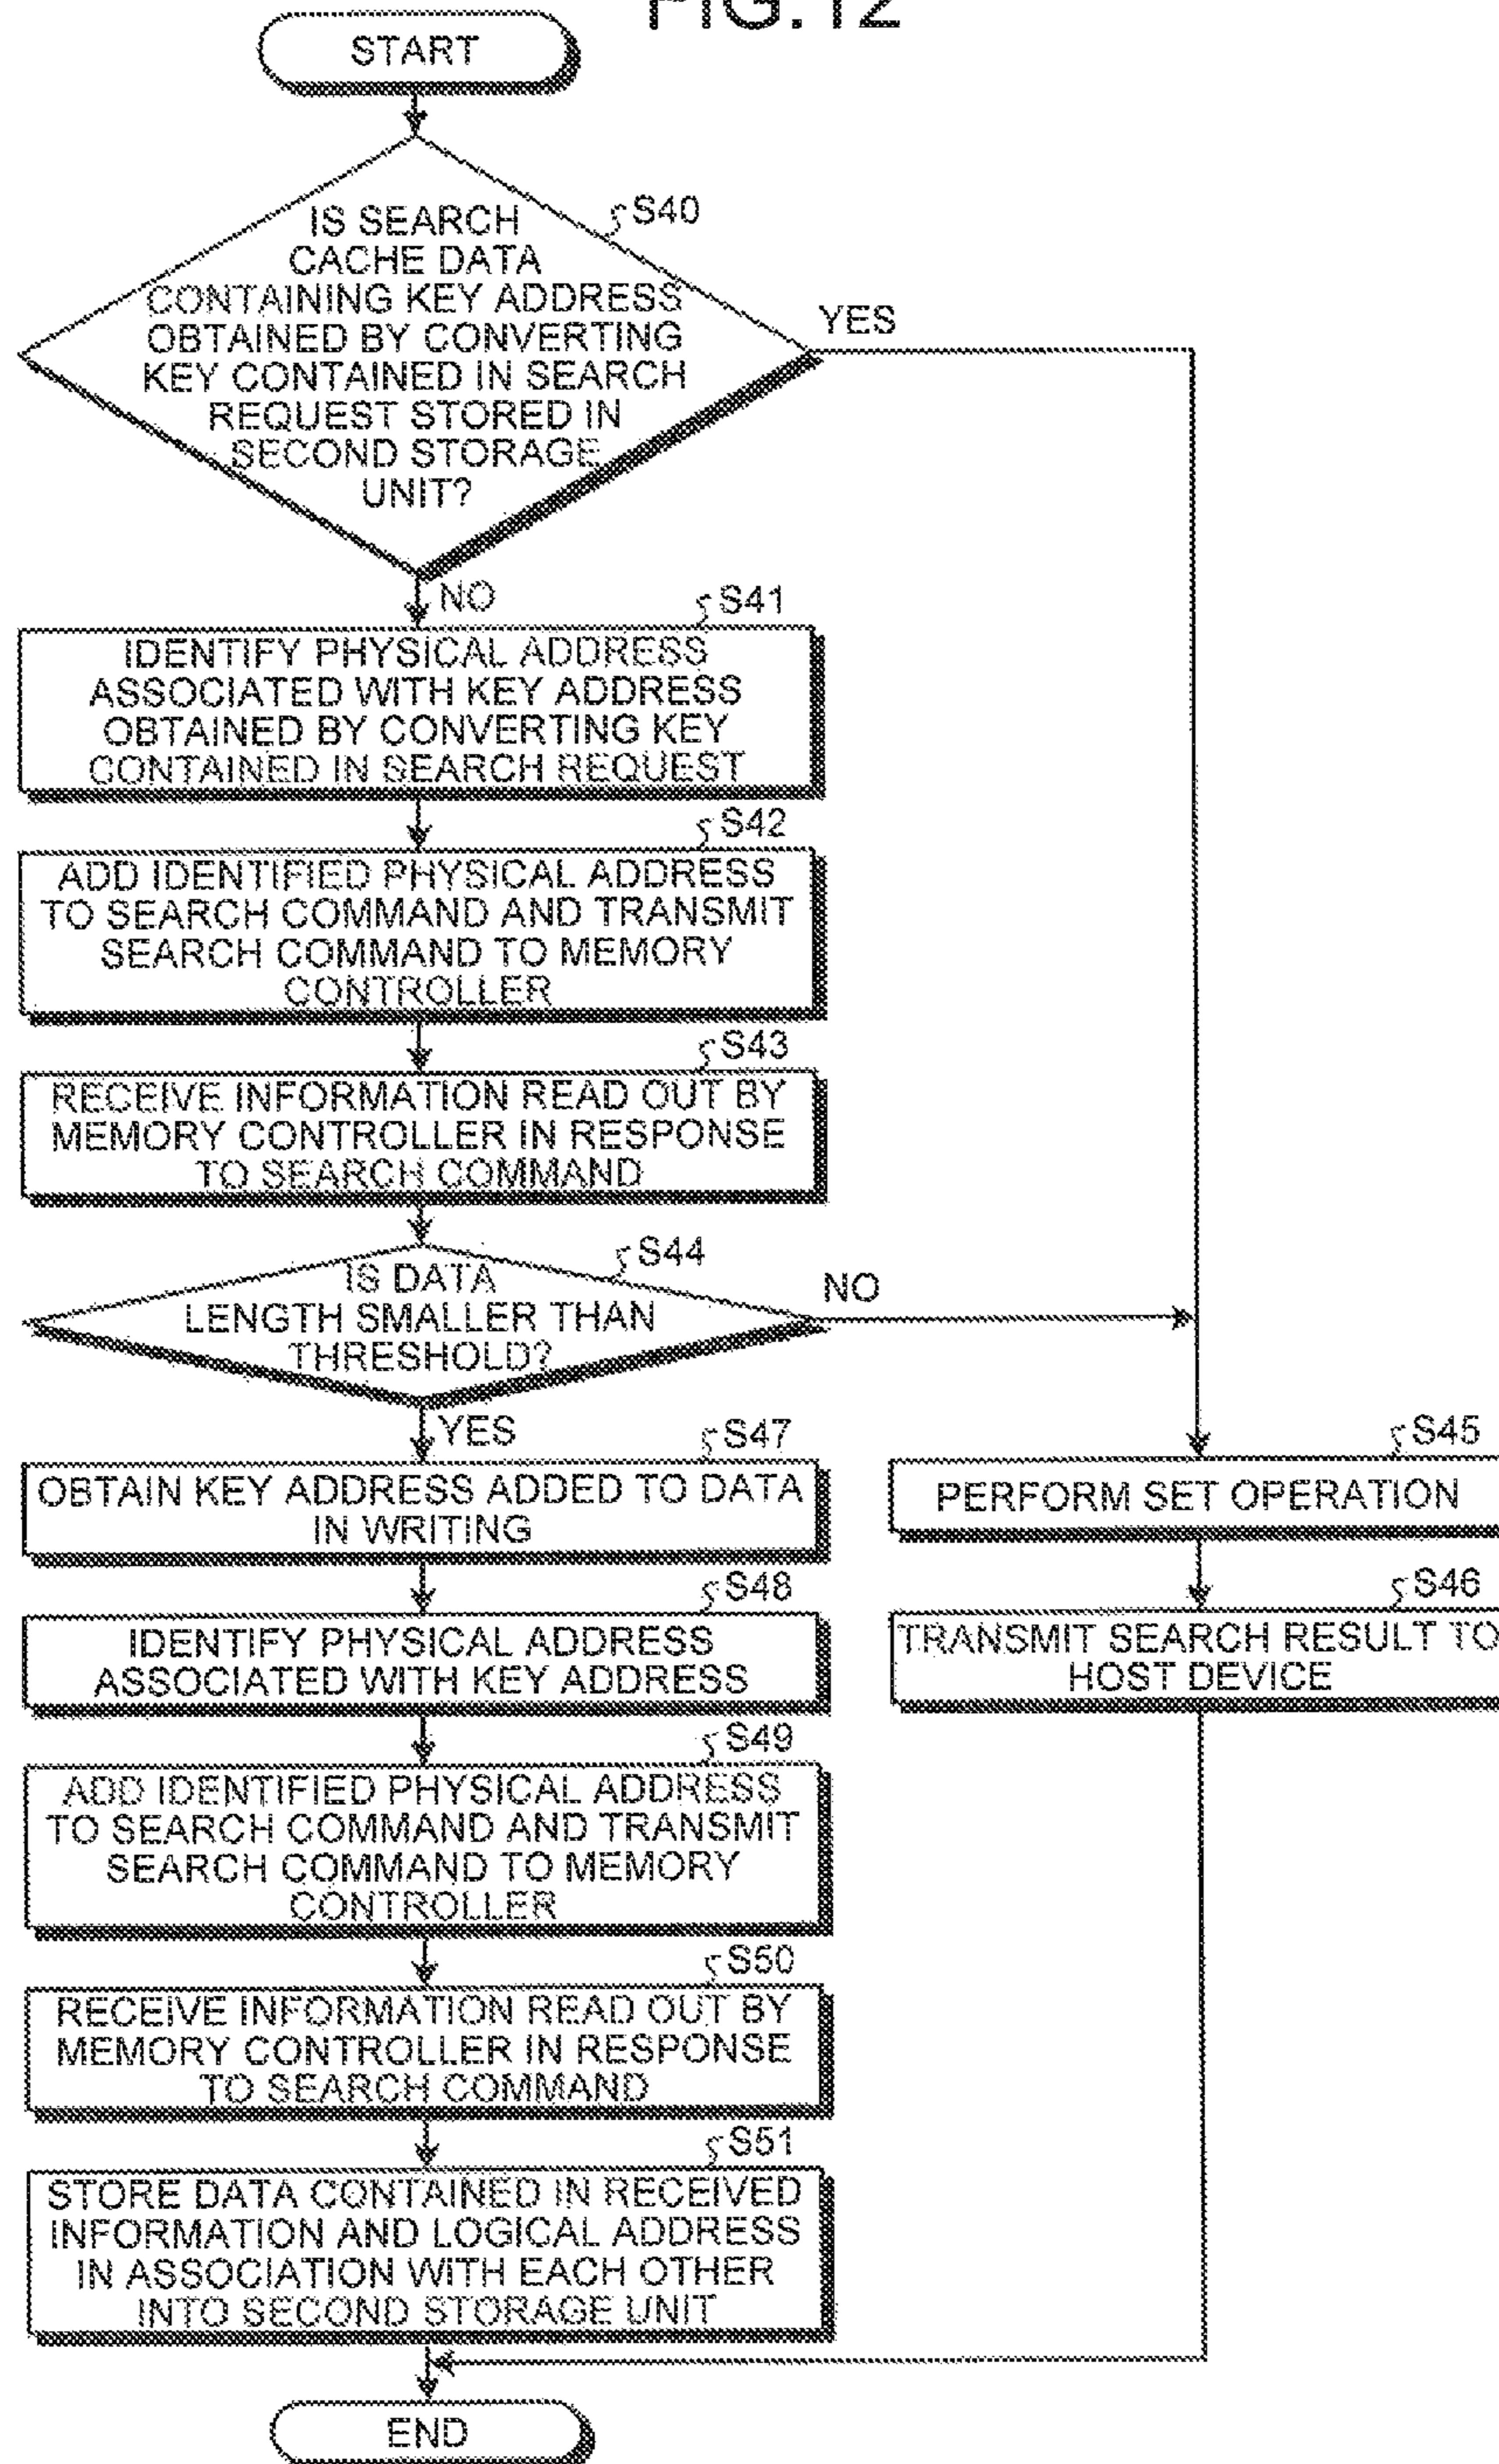 FIG.12
START
S40
IS SEARCH
CACHE DATA
CONTAINING KEY ADDRESS
OBTAINED BY CONVERTING
KEY CONTAINED IN SEARCH
REQUEST STORED IN
SECOND STORAGE
UNIT?
YES
NO
S41
IDENTIFY PHYSICAL ADDRESS
ASSOCIATED WITH KEY ADDRESS
OBTAINED BY CONVERTING KEY
CONTAINED IN SEARCH REQUEST
S42
ADD IDENTIFIED PHYSICAL ADDRESS
TO SEARCH COMMAND AND TRANSMIT
SEARCH COMMAND TO MEMORY
CONTROLLER
S43
RECEIVE INFORMATION READ OUT BY
MEMORY CONTROLLER IN RESPONSE
TO SEARCH COMMAND
S44
IS DATA
LENGTH SMALLER THAN
THRESHOLD?
NO
YES
S47
OBTAIN KEY ADDRESS ADDED TO DATA
IN WRITING
S45
PERFORM SET OPERATION
S48
IDENTIFY PHYSICAL ADDRESS
ASSOCIATED WITH KEY ADDRESS
S46
TRANSMIT SEARCH RESULT TO
HOST DEVICE
S49
ADD IDENTIFIED PHYSICAL ADDRESS
TO SEARCH COMMAND AND TRANSMIT
SEARCH COMMAND TO MEMORY
CONTROLLER
S50
RECEIVE INFORMATION READ OUT BY
MEMORY CONTROLLER IN RESPONSE
TO SEARCH COMMAND
S51
STORE DATA CONTAINED IN RECEIVED
INFORMATION AND LOGICAL ADDRESS
IN ASSOCIATION WITH EACH OTHER
INTO SECOND STORAGE UNIT
END